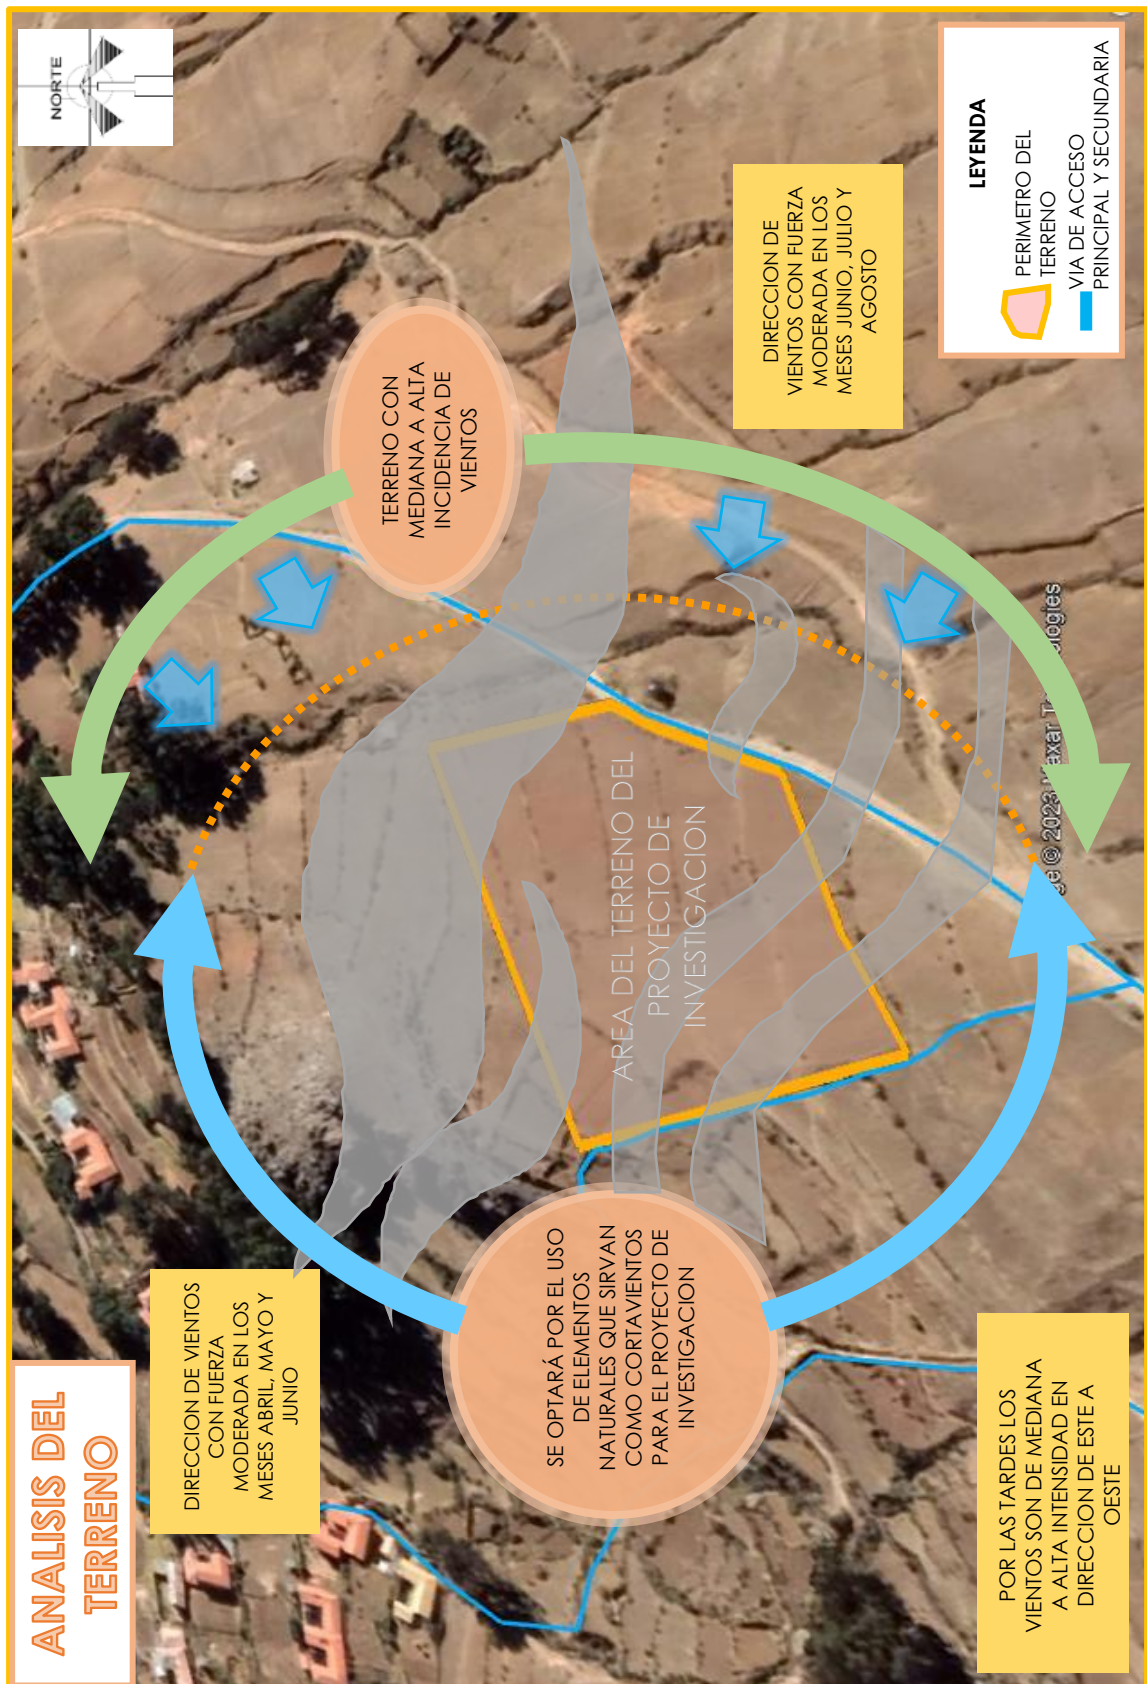 ANALISIS DEL
TERRENO
NORTE
DIRECCION DE VIENTOS
CON FUERZA
MODERADA EN LOS
MESES ABRIL, MAYO Y
JUNIO
TERRENO CON
MEDIANA A ALTA
INCIDENCIA DE
VIENTOS
SE OPTARÁ POR EL USO
DE ELEMENTOS
NATURALES QUE SIRVAN
COMO CORTAVIENTOS
PARA EL PROYECTO DE
INVESTIGACION
AREA DEL TERRENO DEL
PROYECTO DE
INVESTIGACION
DIRECCION DE
VIENTOS CON FUERZA
MODERADA EN LOS
MESES JUNIO, JULIO Y
AGOSTO
POR LAS TARDES LOS
VIENTOS SON DE MEDIANA
A ALTA INTENSIDAD EN
DIRECCION DE ESTE A
OESTE
LEYENDA
PERIMETRO DEL
TERRENO
VIA DE ACCESO
PRINCIPAL Y SECUNDARIA
© 2023